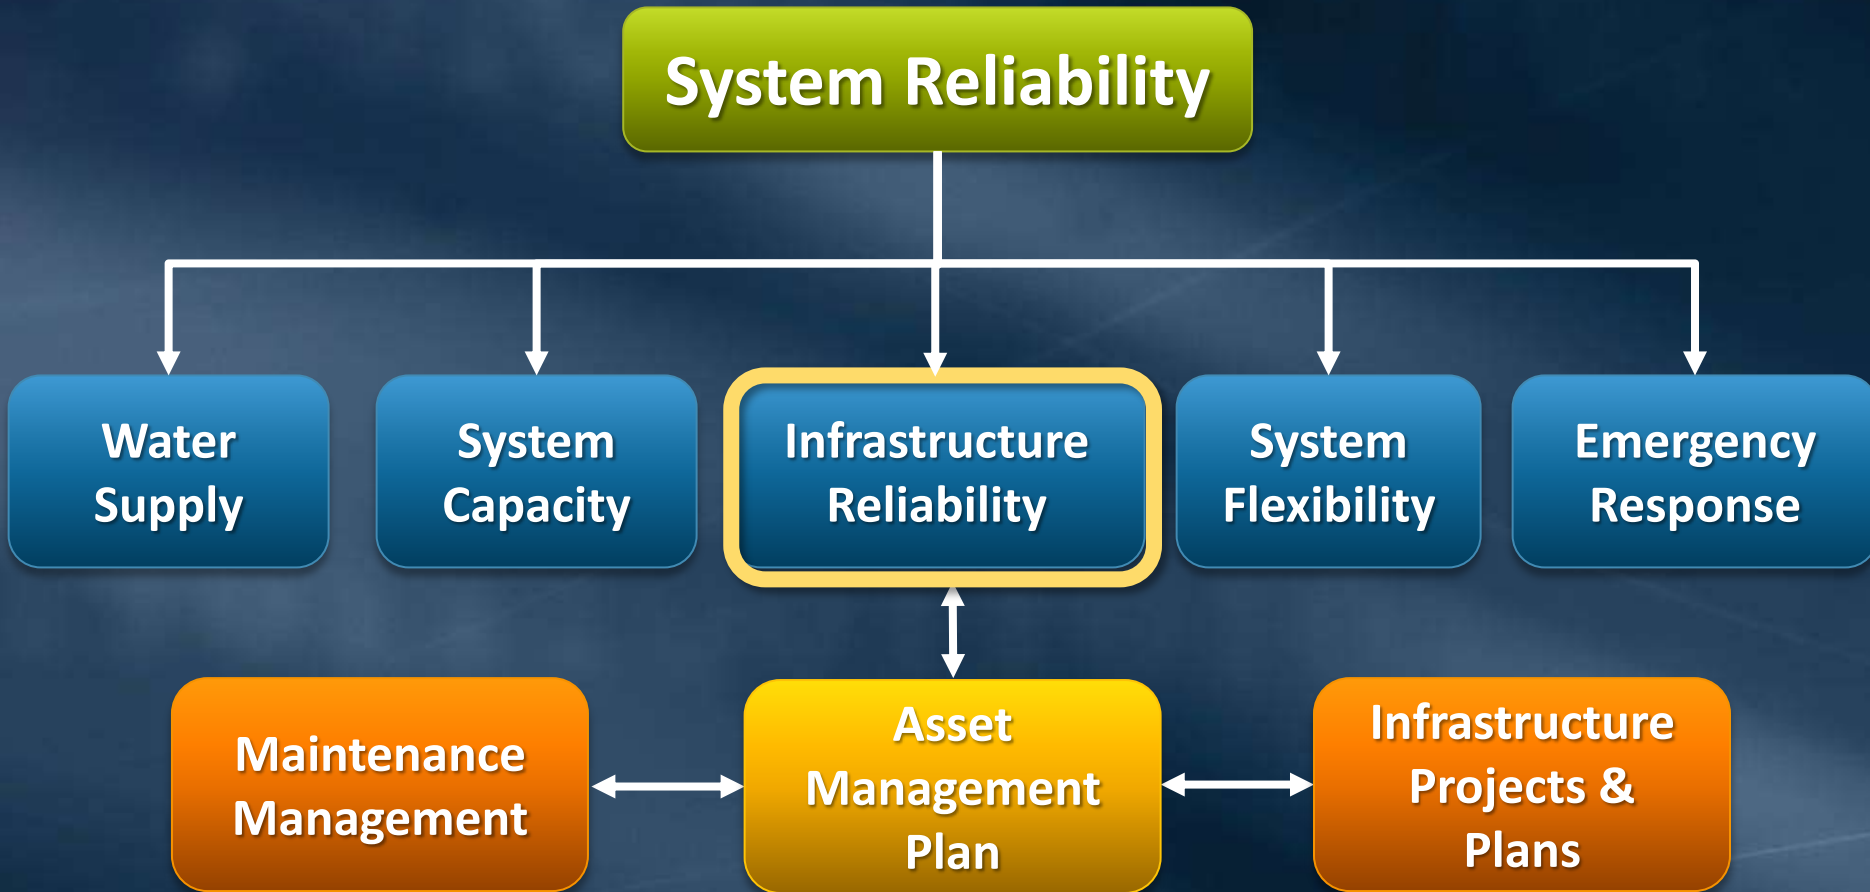 System Reliability
Water
Supply
System
Capacity
Infrastructure
Reliability
System
Flexibility
Emergency
Response
Maintenance
Management
Asset
Management
Plan
Infrastructure
Projects &
Plans